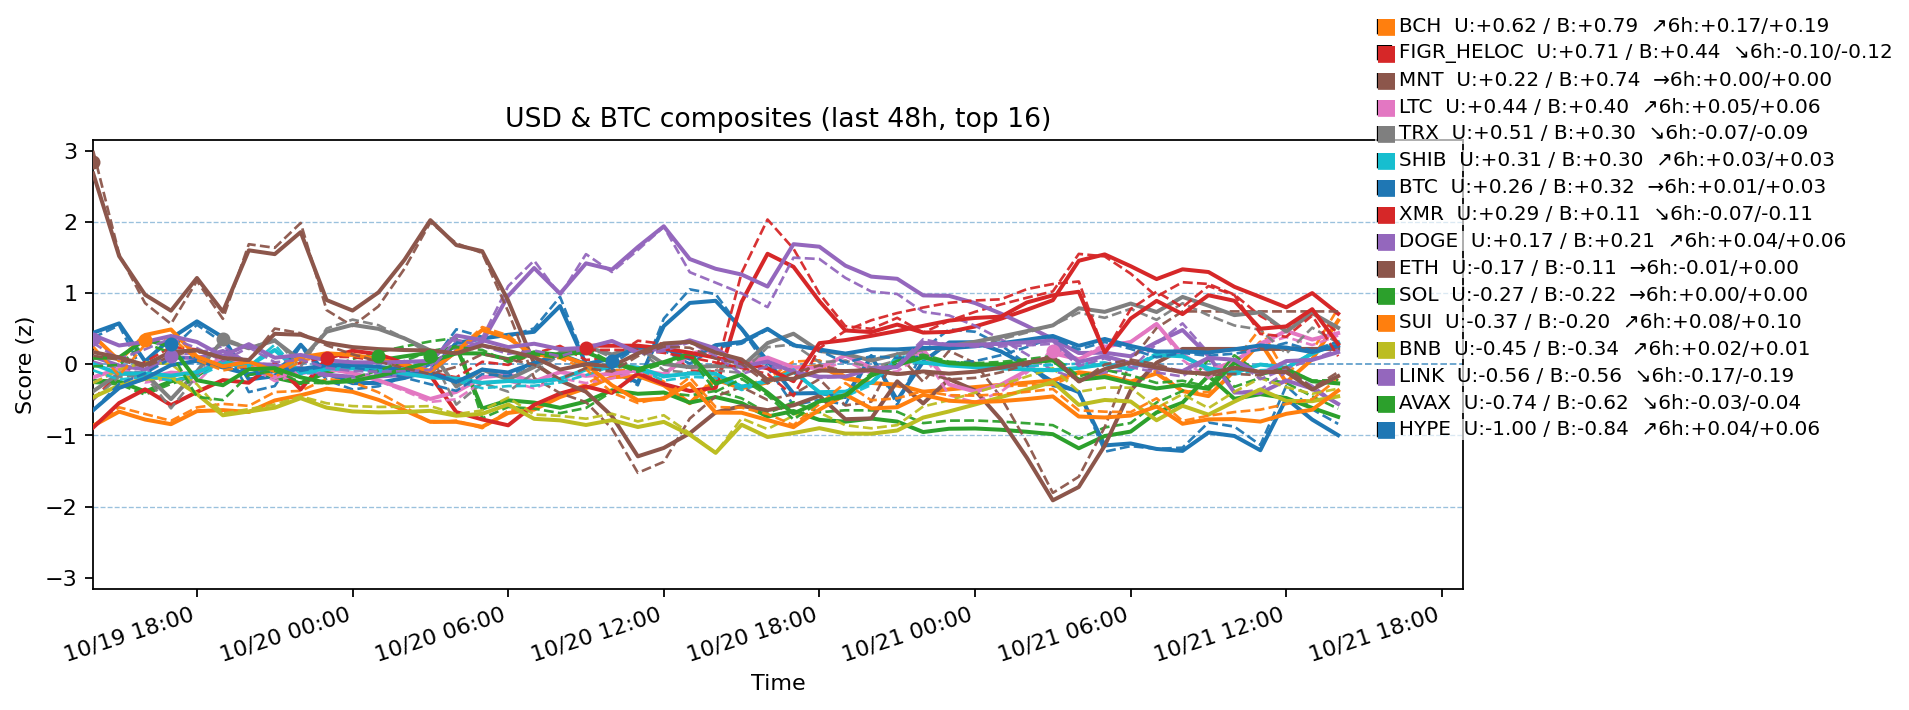 BCH U:+0.62 / B:+0.79 ↗6h:+0.17/+0.19
FIGR_HELOC U:+0.71 / B:+0.44 ↘6h:-0.10/-0.12
MNT U:+0.22 / B:+0.74 →6h:+0.00/+0.00
LTC U:+0.44 / B:+0.40 ↗6h:+0.05/+0.06
TRX U:+0.51 / B:+0.30 ↘6h:-0.07/-0.09
SHIB U:+0.31 / B:+0.30 ↗6h:+0.03/+0.03
BTC U:+0.26 / B:+0.32 →6h:+0.01/+0.03
XMR U:+0.29 / B:+0.11 ↘6h:-0.07/-0.11
DOGE U:+0.17 / B:+0.21 ↗6h:+0.04/+0.06
ETH U:-0.17 / B:-0.11 →6h:-0.01/+0.00
SOL U:-0.27 / B:-0.22 →6h:+0.00/+0.00
SUI U:-0.37 / B:-0.20 ↗6h:+0.08/+0.10
BNB U:-0.45 / B:-0.34 ↗6h:+0.02/+0.01
LINK U:-0.56 / B:-0.56 ↘6h:-0.17/-0.19
AVAX U:-0.74 / B:-0.62 ↘6h:-0.03/-0.04
HYPE U:-1.00 / B:-0.84 ↗6h:+0.04/+0.06
USD & BTC composites (last 48h, top 16)
Score (z)
3
2
1
0
−1
−2
−3
10/19 18:00
10/20 00:00
10/20 06:00
10/20 12:00
10/20 18:00
10/21 00:00
10/21 06:00
10/21 12:00
10/21 18:00
Time